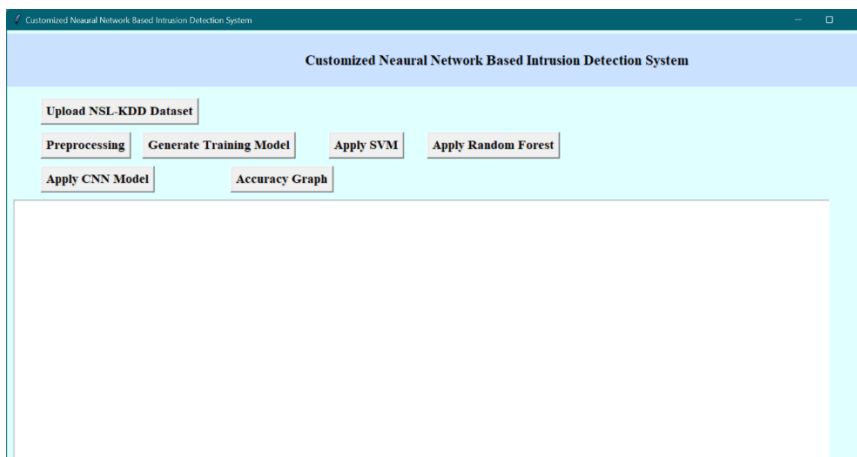 Customized Neaural Network Based Intrusion Detection System
Customized Neaural Network Based Intrusion Detection System
Upload NSL-KDD Dataset
Preprocessing Generate Training Model Apply SVM Apply Random Forest
Apply CNN Model Accuracy Graph